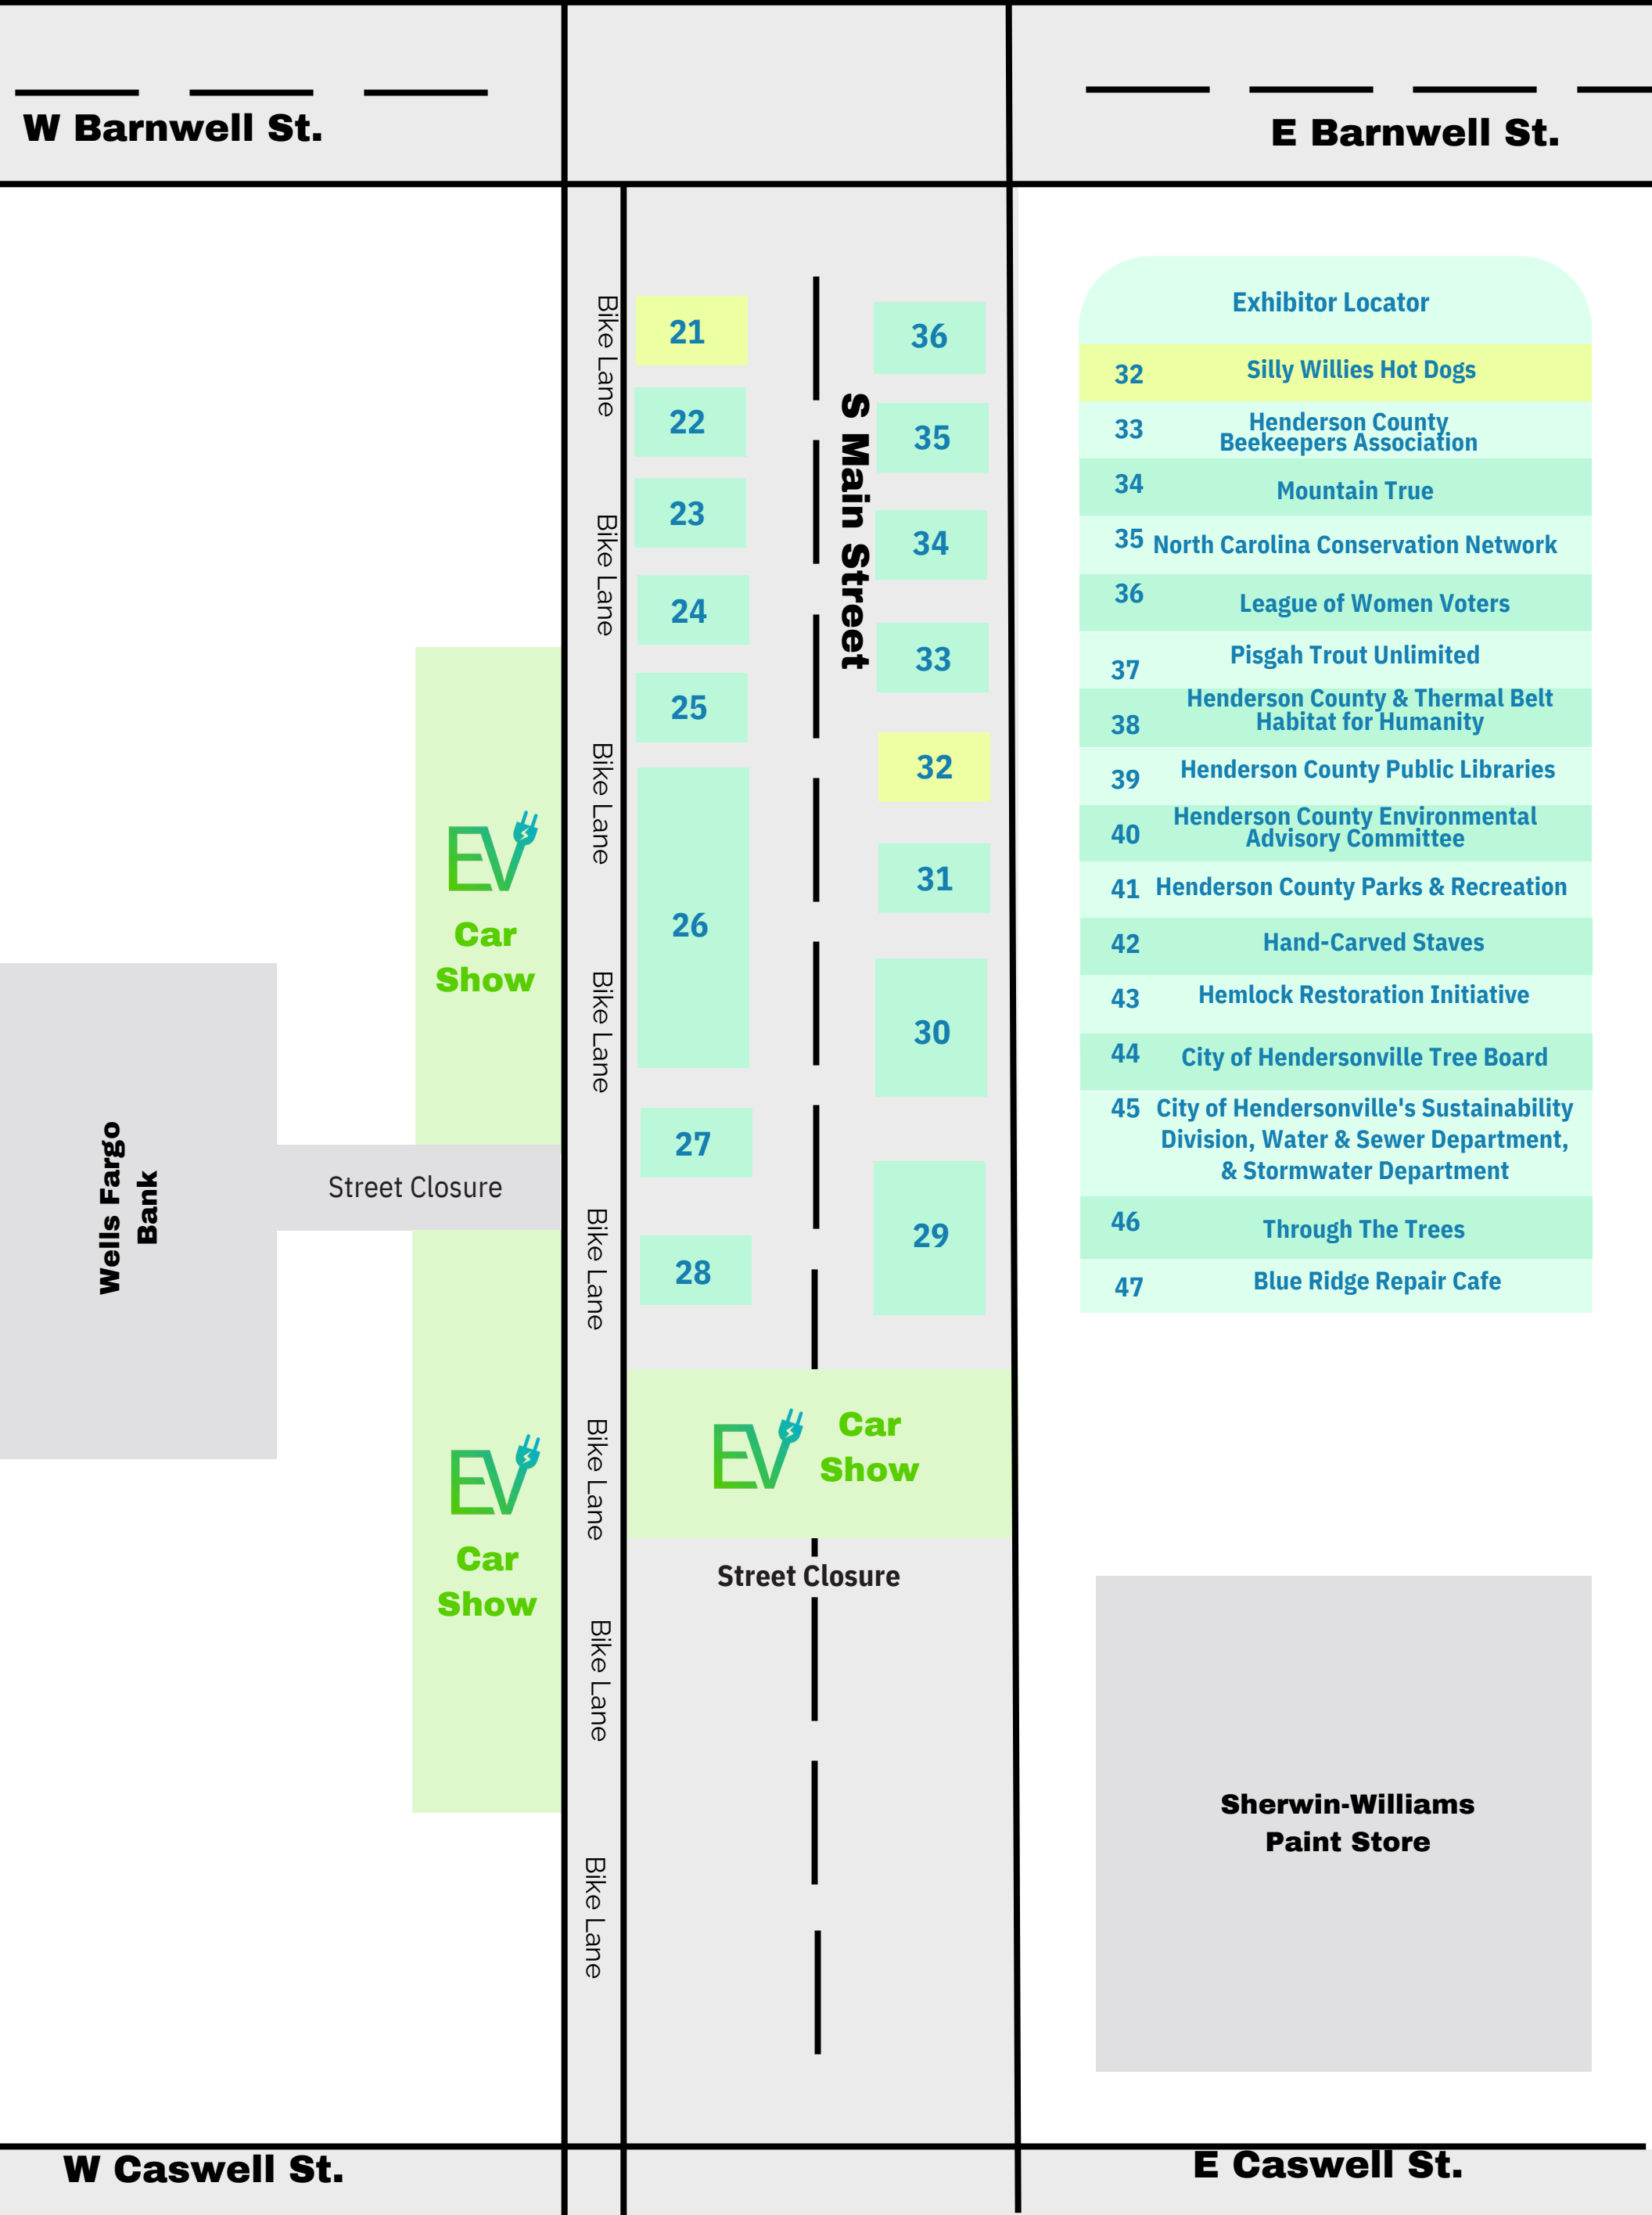 W Barnwell St.
E Barnwell St.
Bike Lane
Bike Lane
Bike Lane
Bike Lane
Bike Lane
Bike Lane
Bike Lane
Bike Lane
21
22
23
24
25
26
27
28
S Main Street
36
35
34
33
32
31
30
29
Exhibitor Locator
32 Silly Willies Hot Dogs
33 Henderson County
Beekeepers Association
34 Mountain True
35 North Carolina Conservation Network
36 League of Women Voters
37 Pisgah Trout Unlimited
Henderson County & Thermal Belt
38 Habitat for Humanity
39 Henderson County Public Libraries
Henderson County Environmental
40 Advisory Committee
41 Henderson County Parks & Recreation
42 Hand-Carved Staves
43 Hemlock Restoration Initiative
44 City of Hendersonville Tree Board
45 City of Hendersonville's Sustainability
Division, Water & Sewer Department,
& Stormwater Department
46 Through The Trees
47 Blue Ridge Repair Cafe
EV
Car
Show
Wells Fargo
Bank
Street Closure
EV
Car
Show
EV
Car
Show
Street Closure
Sherwin-Williams
Paint Store
W Caswell St.
E Caswell St.